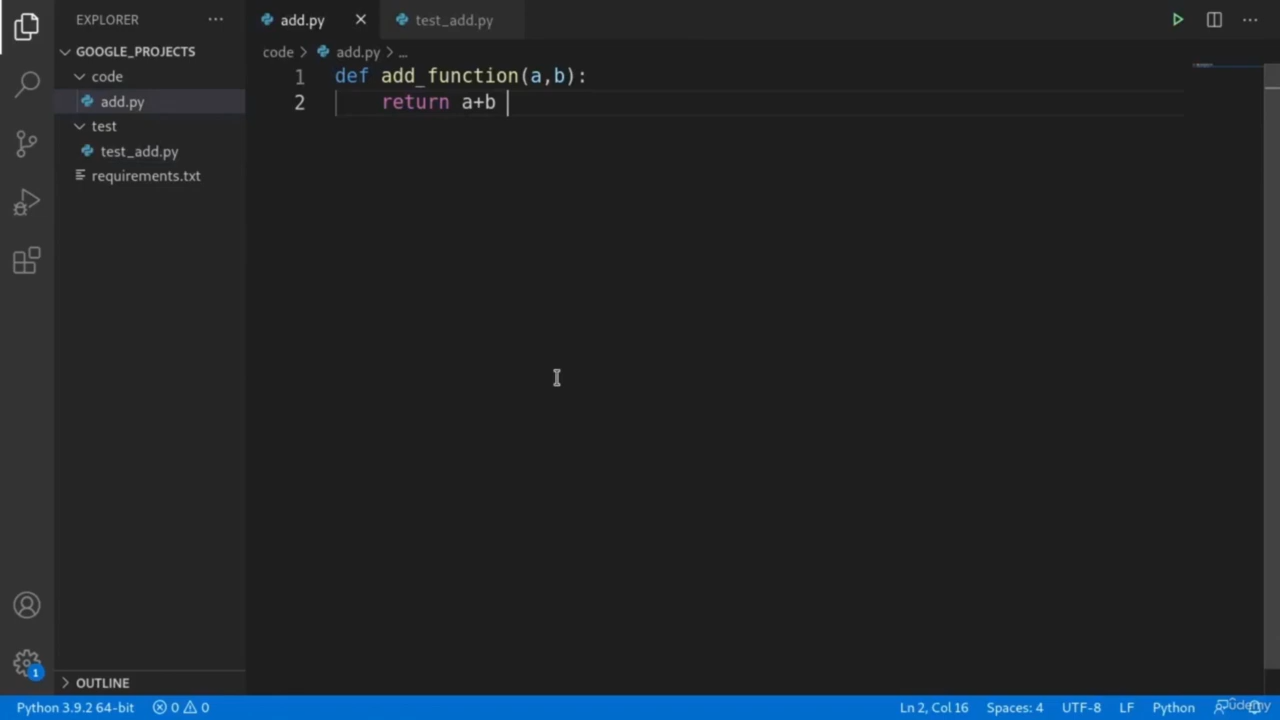 EXPLORER ···
GOOGLE_PROJECTS
code
add.py
test
test_add.py
requirements.txt
OUTLINE
add.py
test_add.py
code > add.py > ...
1 def add_function(a,b):
2 return a+b
1
Python 3.9.2 64-bit 0 0 Ln 2, Col 16 Spaces: 4 UTF-8 LF Python
Udemy